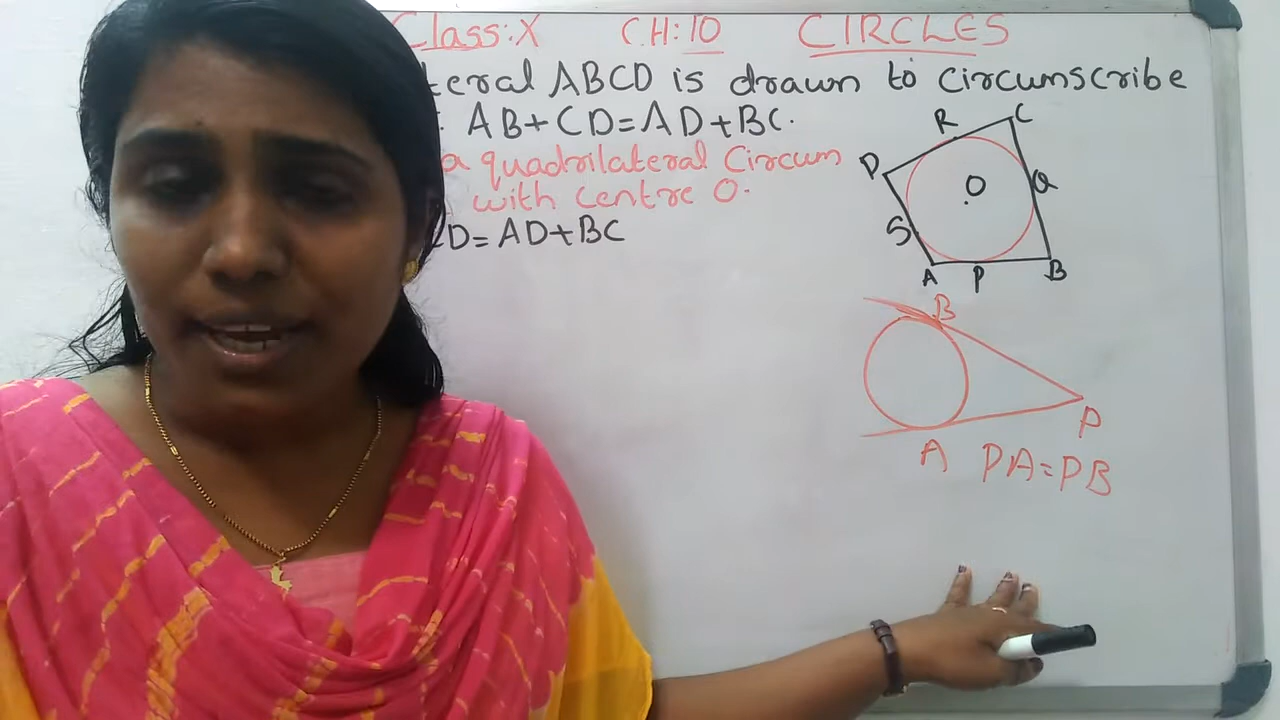 Class:X CH:10 CIRCLES
teral ABCD is drawn to circumscribe
AB+CD=AD+BC.
a quadrilateral Circum
with centre O.
D=AD+BC
R C
D
O Q
S
A P B
B
P
A PA=PB